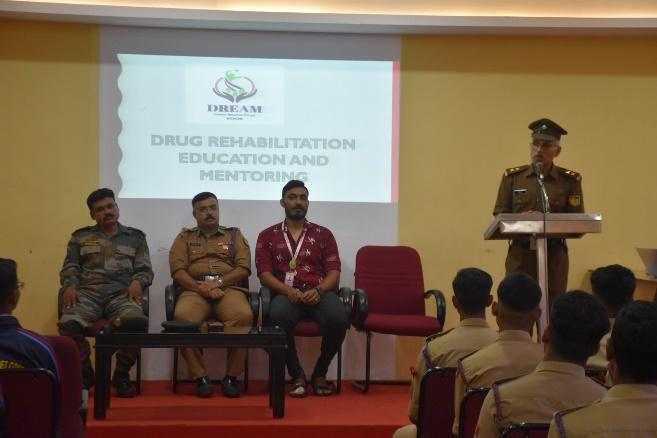 DREAM
DRUG REHABILITATION
EDUCATION AND
MENTORING